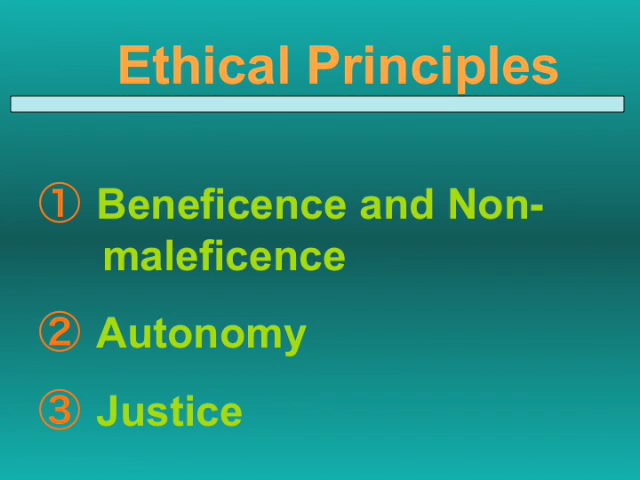 Ethical Principles
① Beneficence and Non-
maleficence
② Autonomy
③ Justice